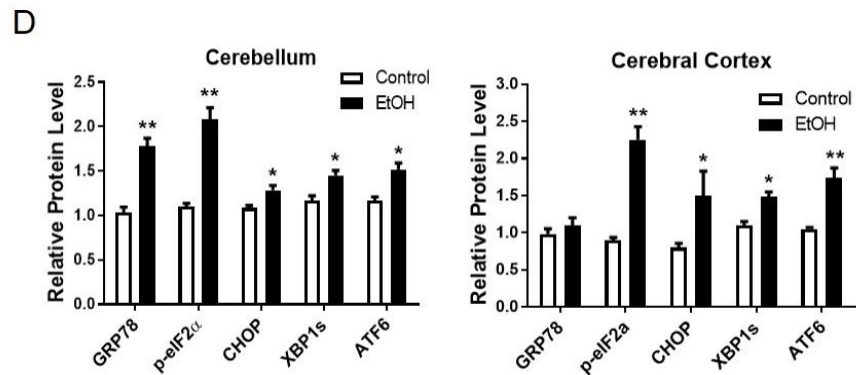 D
Cerebellum
Relative Protein Level
2.5
2.0
1.5
1.0
0.5
0.0
Control
EtOH
**
**
*
*
*
GRP78
p-eIF2α
CHOP
XBP1s
ATF6
Cerebral Cortex
Relative Protein Level
3.0
2.5
2.0
1.5
1.0
0.5
0.0
Control
EtOH
**
*
*
**
GRP78
p-eIF2a
CHOP
XBP1s
ATF6